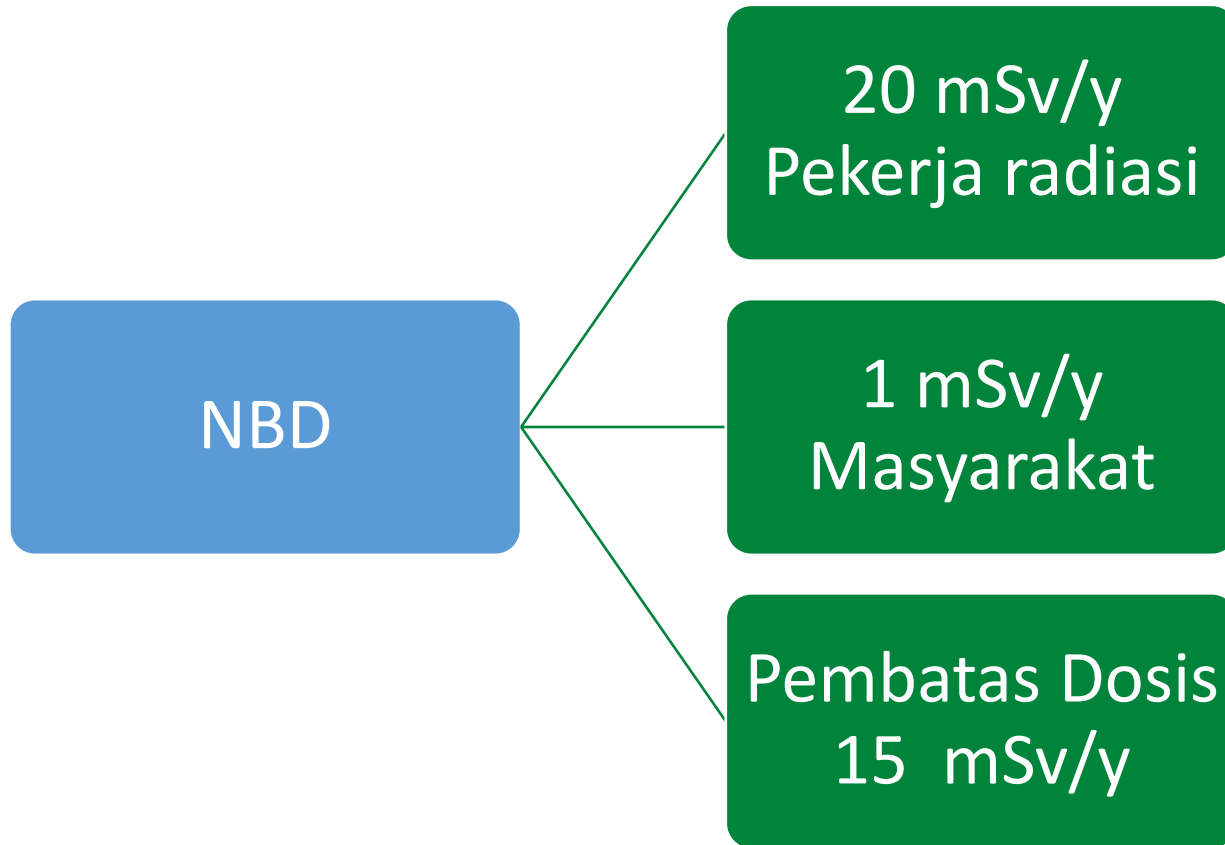 NBD
20 mSv/y
Pekerja radiasi
1 mSv/y
Masyarakat
Pembatas Dosis
15 mSv/y